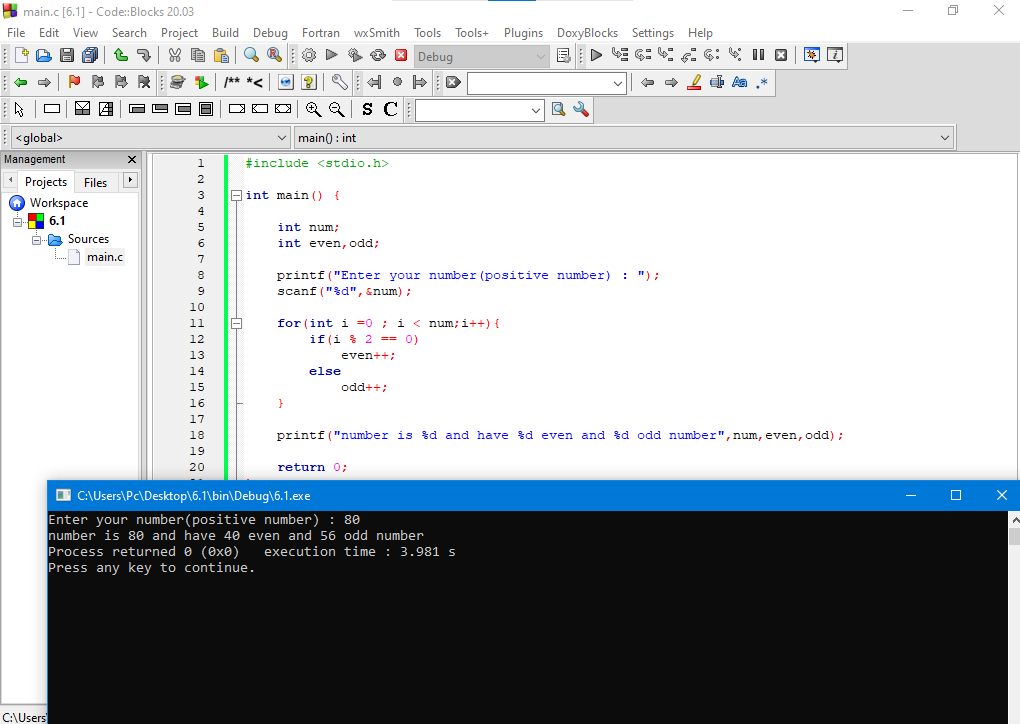 main.c [6.1] - Code::Blocks 20.03
File Edit View Search Project Build Debug Fortran wxSmith Tools Tools+ Plugins DoxyBlocks Settings Help
Debug
/** *<
Aa .*
S C
<global> main() : int
Management
Projects Files
Workspace
6.1
Sources
main.c
1 #include <stdio.h>
2
3 int main() {
4
5 int num;
6 int even,odd;
7
8 printf("Enter your number(positive number) : ");
9 scanf("%d",&num);
10
11 for(int i =0 ; i < num;i++){
12 if(i % 2 == 0)
13 even++;
14 else
15 odd++;
16 }
17
18 printf("number is %d and have %d even and %d odd number",num,even,odd);
19
20 return 0;
C:\Users\Pc\Desktop\6.1\bin\Debug\6.1.exe
Enter your number(positive number) : 80
number is 80 and have 40 even and 56 odd number
Process returned 0 (0x0)   execution time : 3.981 s
Press any key to continue.
C:\Users